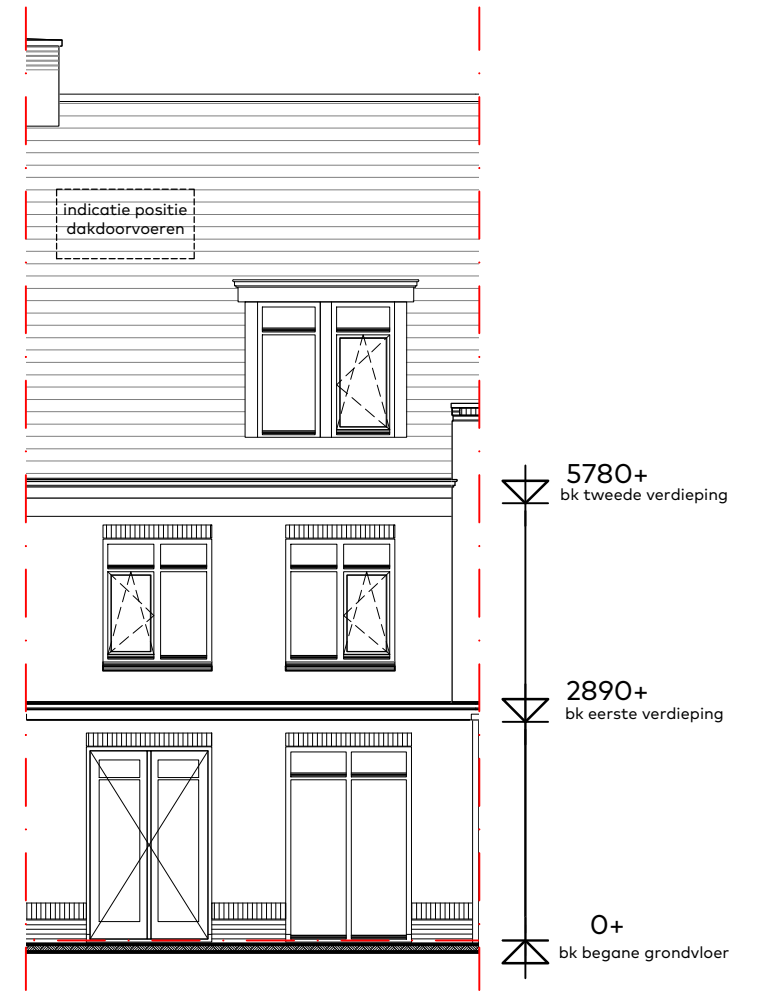 indicatie positie
dakdoorvoeren
5780+
bk tweede verdieping
2890+
bk eerste verdieping
0+
bk begane grondvloer